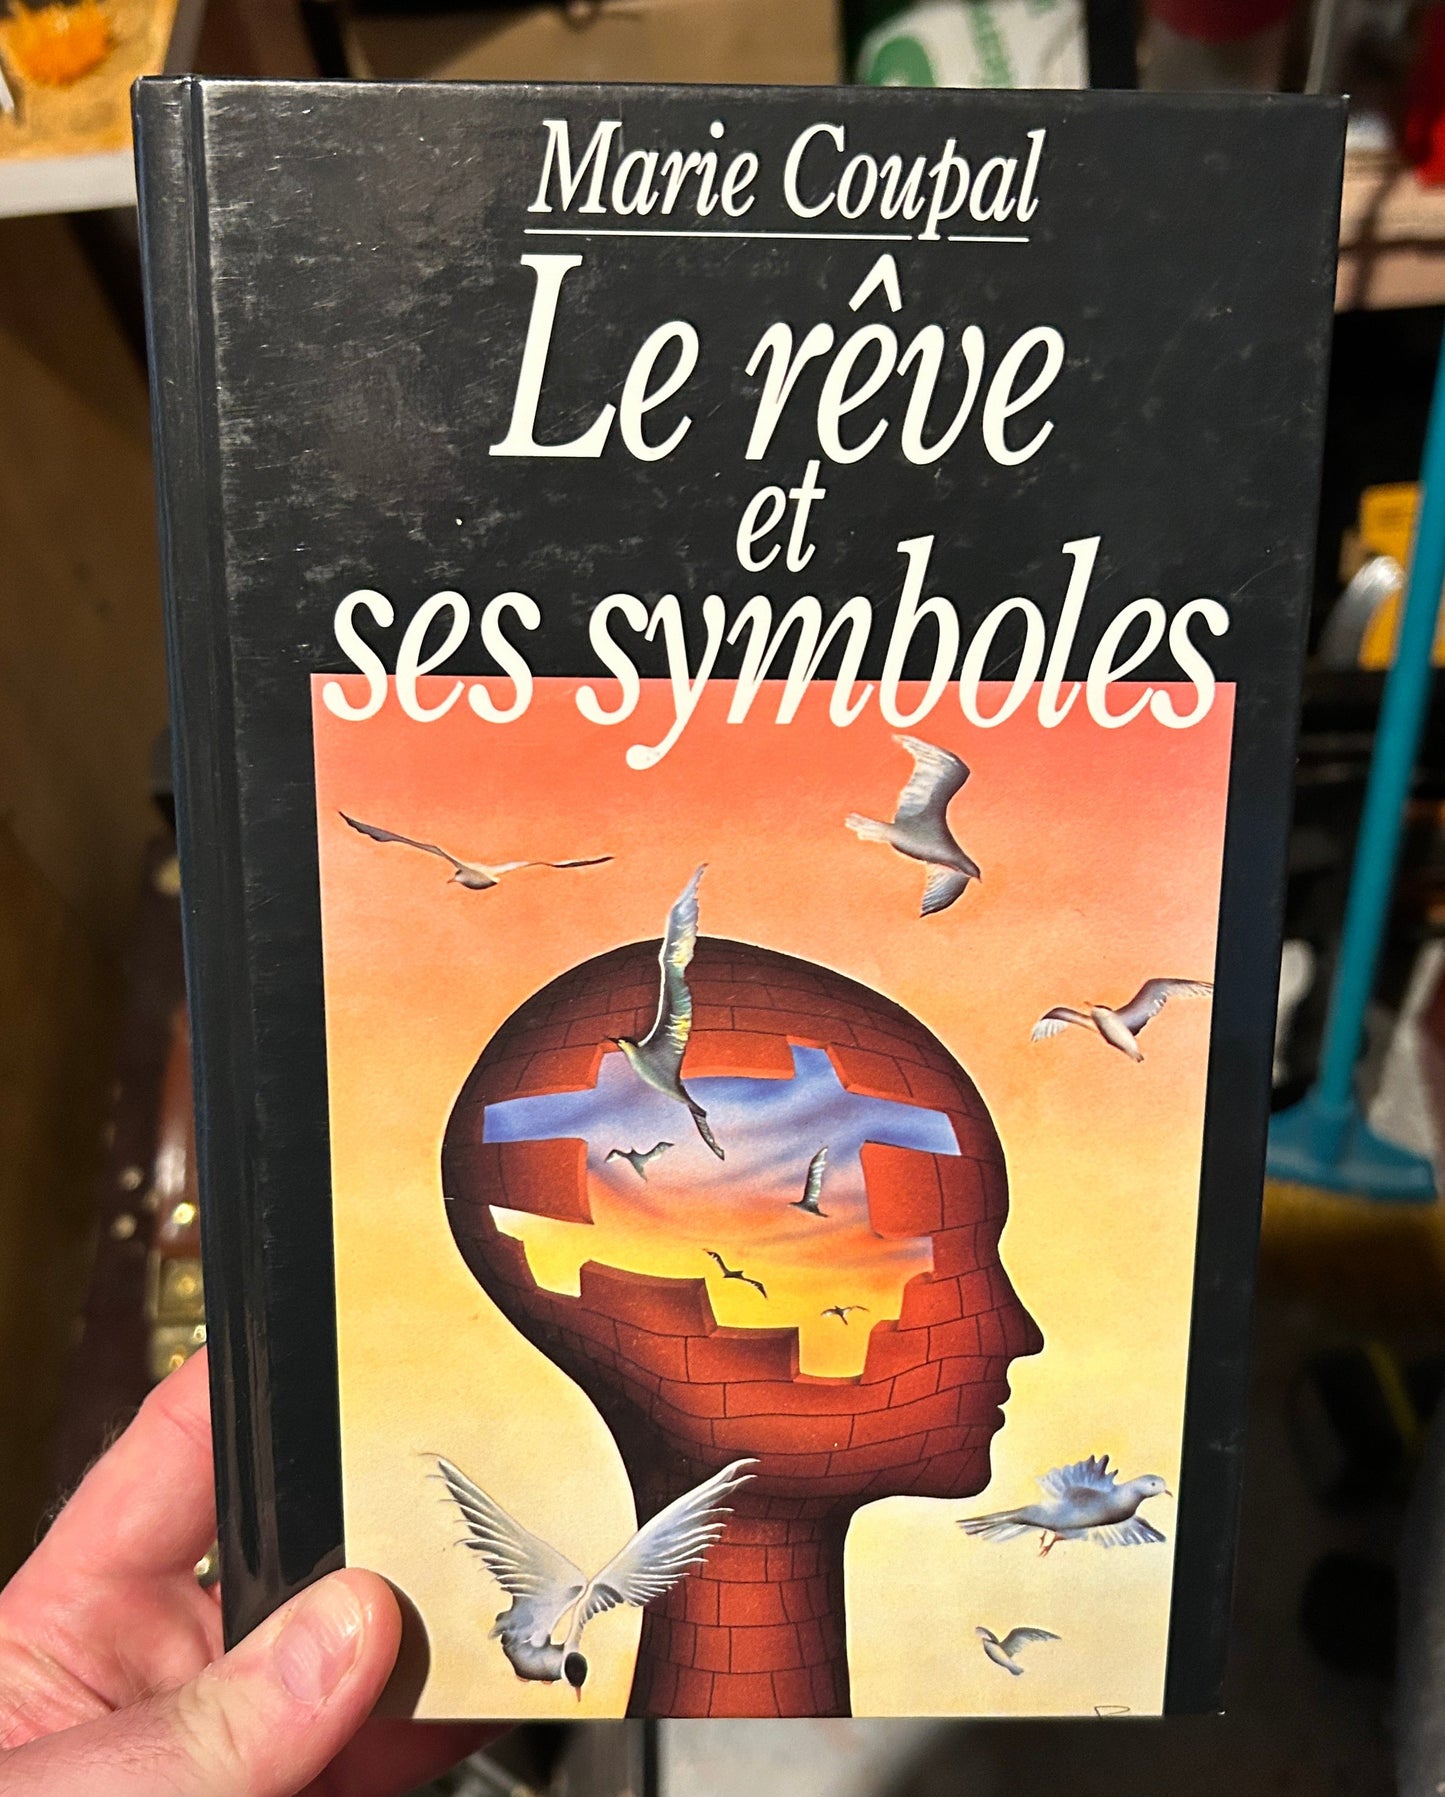 Marie Coupal
Le rêve
et
ses symboles